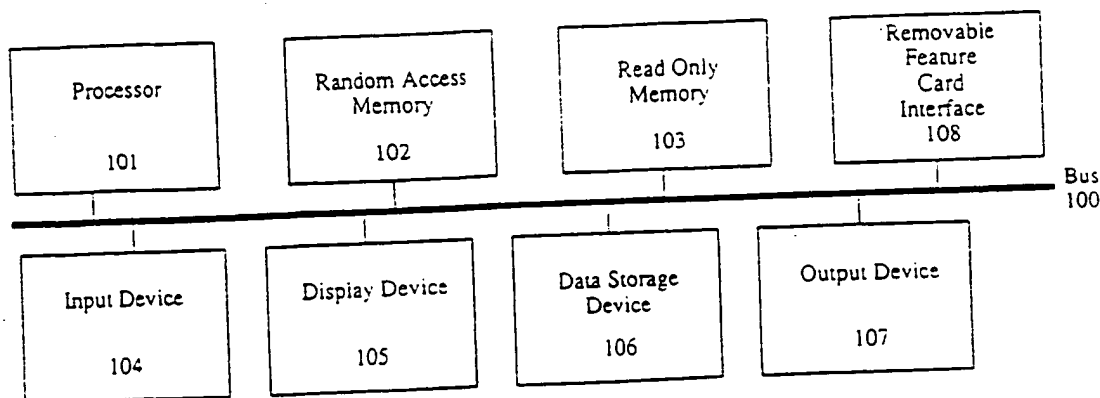 Processor
101
Random Access
Memory
102
Read Only
Memory
103
Removable
Feature
Card
Interface
108
Bus
100
Input Device
104
Display Device
105
Data Storage
Device
106
Output Device
107